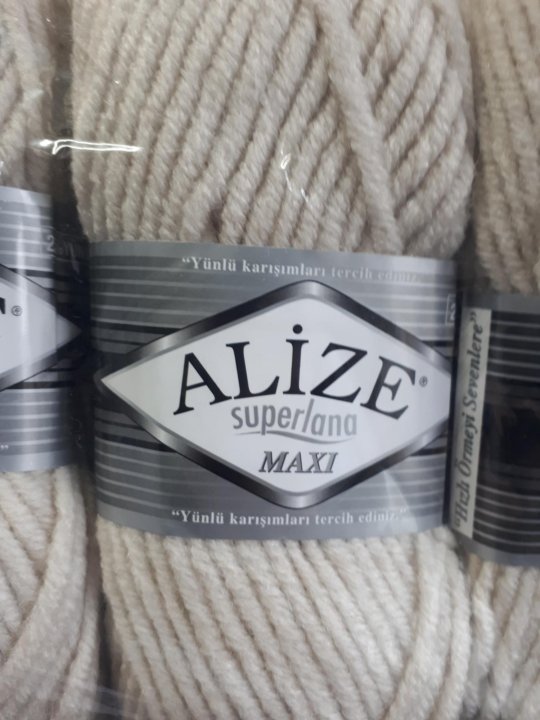 "Yünlü karışımları tercih ediniz."
ALİZE®
superlana
MAXI
"Yünlü karışımları tercih ediniz."
"Hızlı Örmeyi Sevenlere"
E®